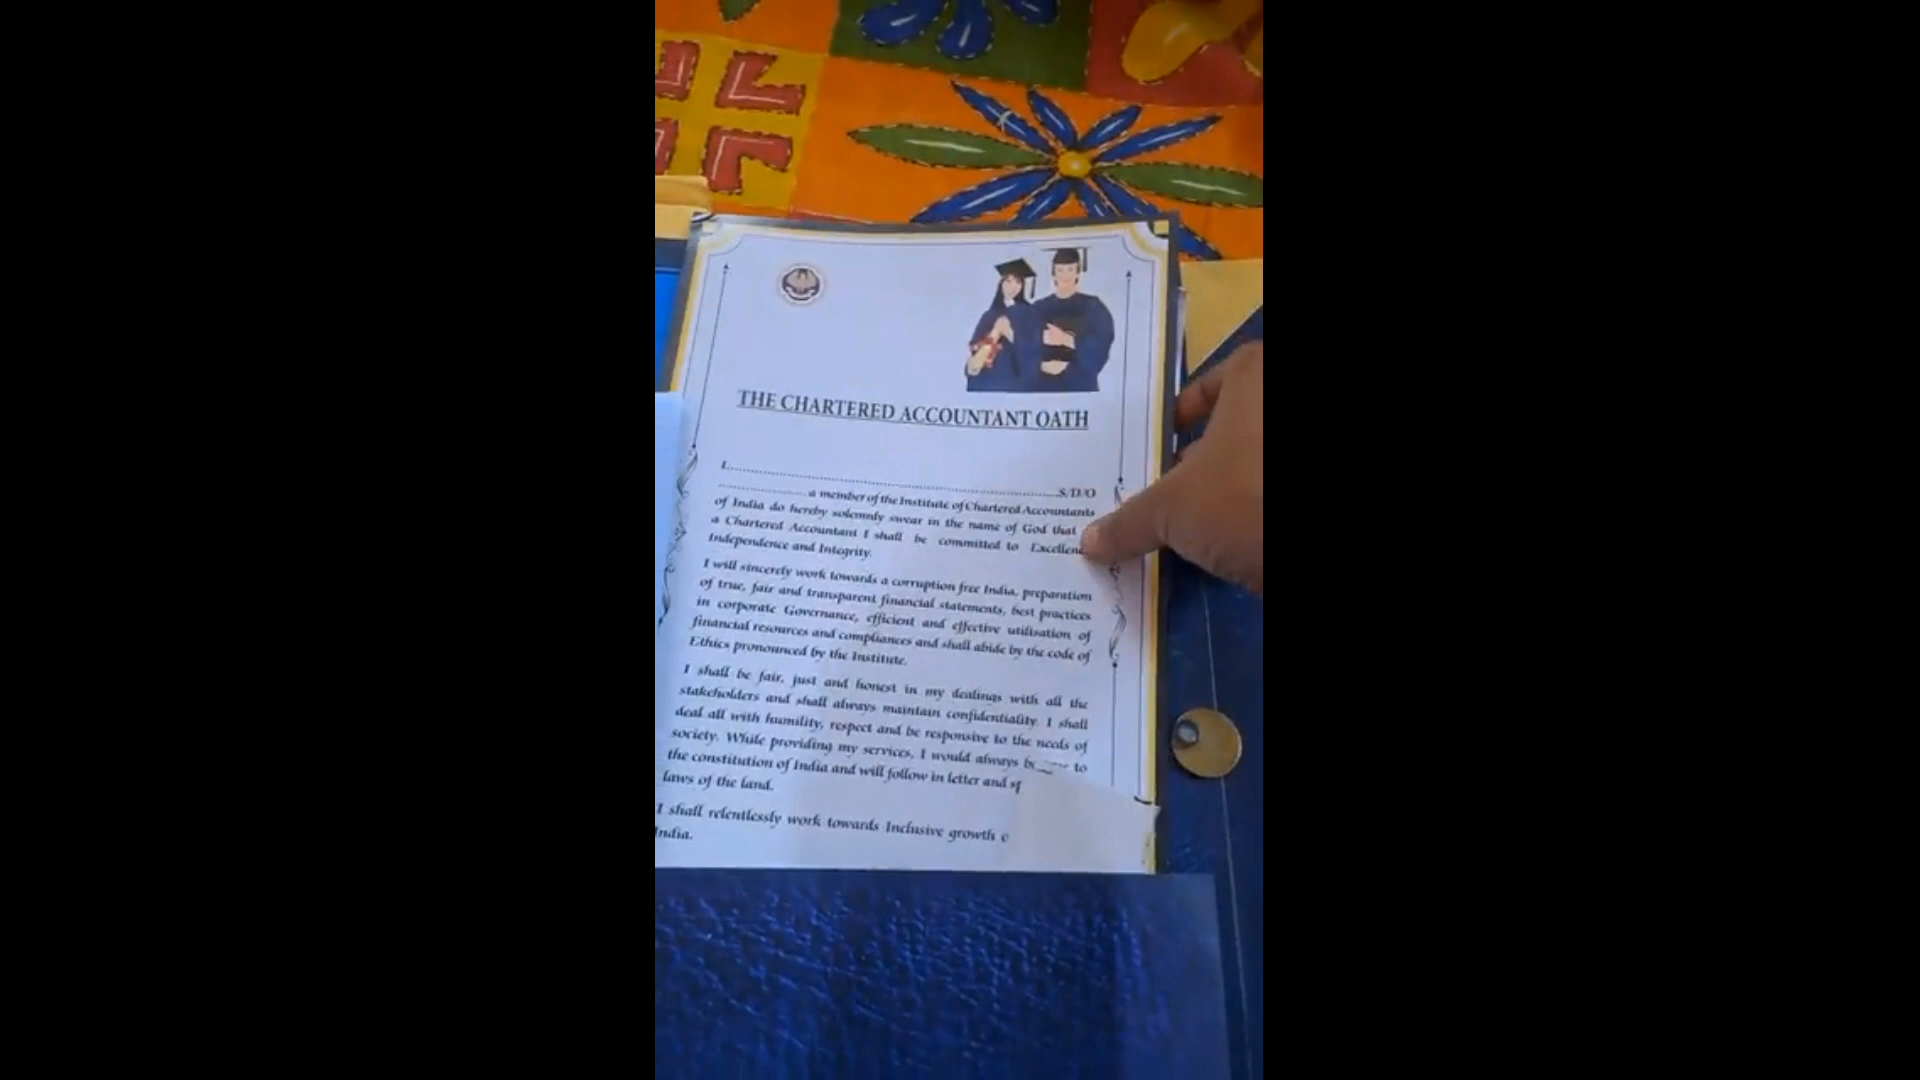 THE CHARTERED ACCOUNTANT OATH
I..............................................................................S/D/O
...................... a member of the Institute of Chartered Accountants
of India do hereby solemnly swear in the name of God that
a Chartered Accountant I shall be committed to Excellenc
Independence and Integrity.
I will sincerely work towards a corruption free India, preparation
of true, fair and transparent financial statements, best practices
in corporate Governance, efficient and effective utilisation of
financial resources and compliances and shall abide by the code of
Ethics pronounced by the Institute.
I shall be fair, just and honest in my dealings with all the
stakeholders and shall always maintain confidentiality. I shall
deal all with humility, respect and be responsive to the needs of
society. While providing my services, I would always to
the constitution of India and will follow in letter and
laws of the land.
I shall relentlessly work towards Inclusive growth
India.